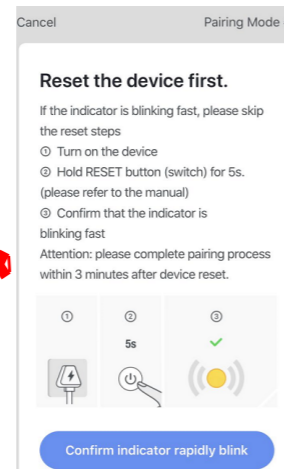 Cancel Pairing Mode
Reset the device first.
If the indicator is blinking fast, please skip
the reset steps
① Turn on the device
② Hold RESET button (switch) for 5s.
(please refer to the manual)
③ Confirm that the indicator is
blinking fast
Attention: please complete pairing process
within 3 minutes after device reset.
① ② ③
5s
Confirm indicator rapidly blink